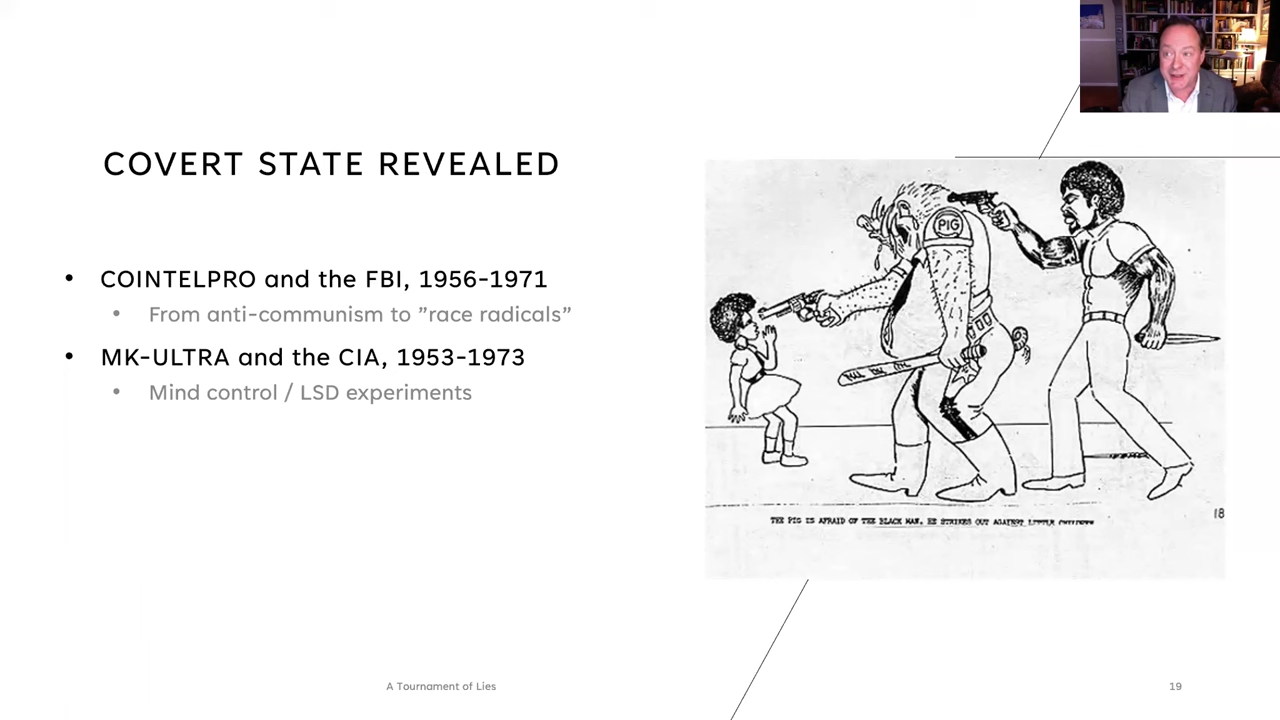 COVERT STATE REVEALED
• COINTELPRO and the FBI, 1956-1971
• From anti-communism to ”race radicals”
• MK-ULTRA and the CIA, 1953-1973
• Mind control / LSD experiments
PIG
THE PIG IS AFRAID OF THE BLACK MAN. HE STRIKES OUT AGAINST LITTLE CHILDREN
18
A Tournament of Lies
19